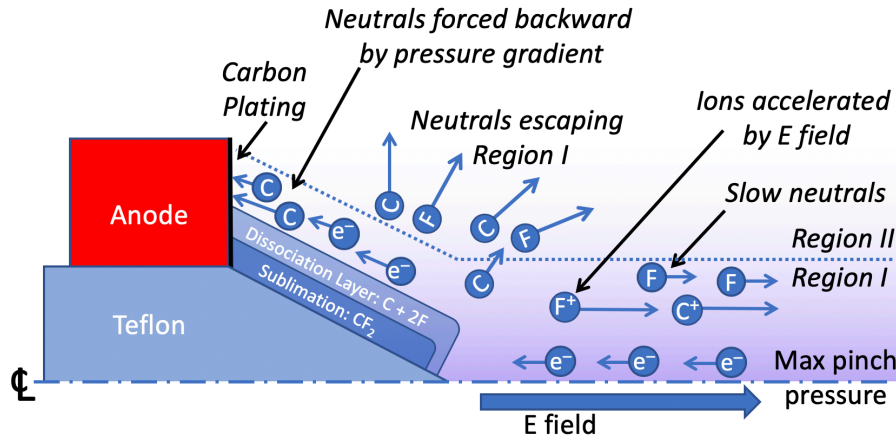 Neutrals forced backward
by pressure gradient
Carbon
Plating
Neutrals escaping
Region I
Ions accelerated
by E field
Slow neutrals
Anode
C
C
e⁻
e⁻
C
F
C
F
C
Region II
Region I
F
F
F⁺
C⁺
Dissociation Layer: C + 2F
Sublimation: CF₂
Teflon
e⁻
e⁻
e⁻
Max pinch
pressure
℄
E field